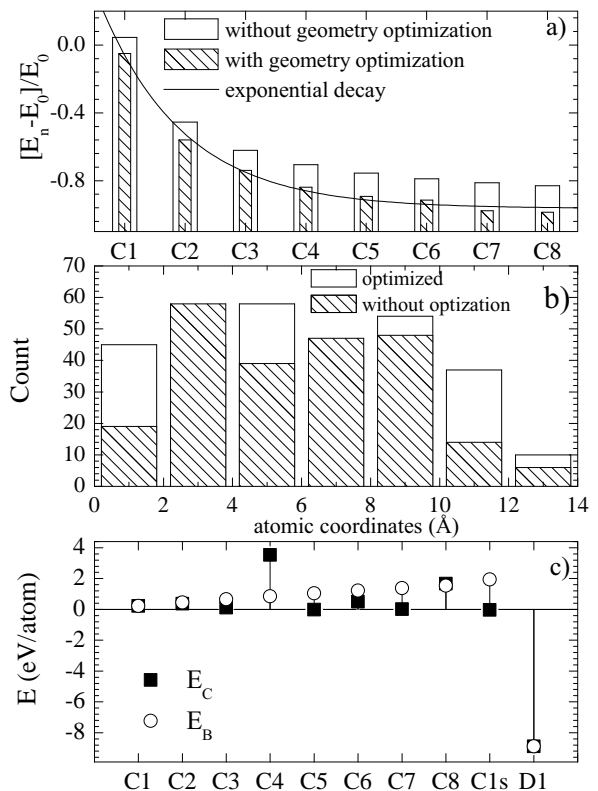 a)
without geometry optimization
with geometry optimization
exponential decay
[E_n-E_0]/E_0
0.0
-0.4
-0.8
C1 C2 C3 C4 C5 C6 C7 C8
b)
optimized
without optization
Count
70
60
50
40
30
20
10
0
0 2 4 6 8 10 12 14
atomic coordinates (Å)
c)
E (eV/atom)
4
2
0
-2
-4
-6
-8
E_C
E_B
C1 C2 C3 C4 C5 C6 C7 C8 C1s D1